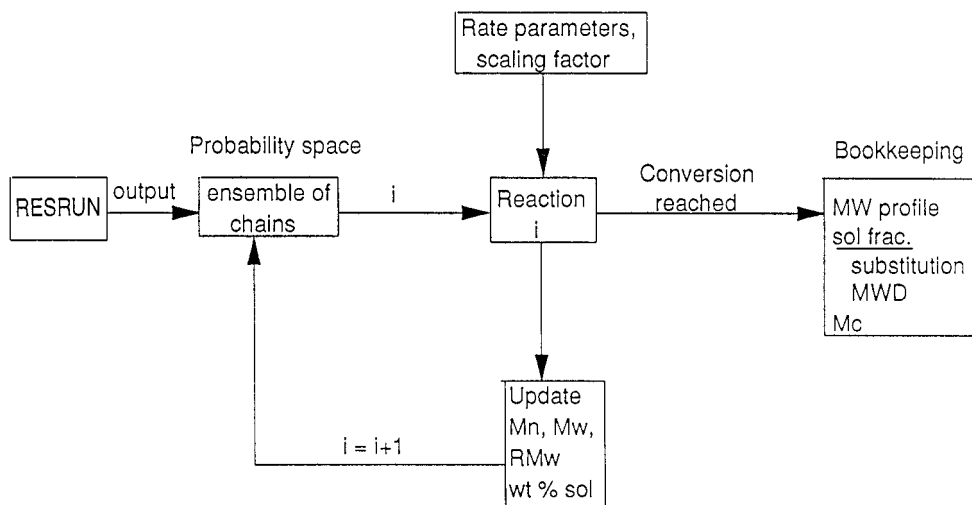 Rate parameters,
scaling factor
Probability space
Bookkeeping
RESRUN
output
ensemble of
chains
i
Reaction
i
Conversion
reached
MW profile
sol frac.
substitution
MWD
Mc
Update
Mn, Mw,
RMw
wt % sol
i = i+1